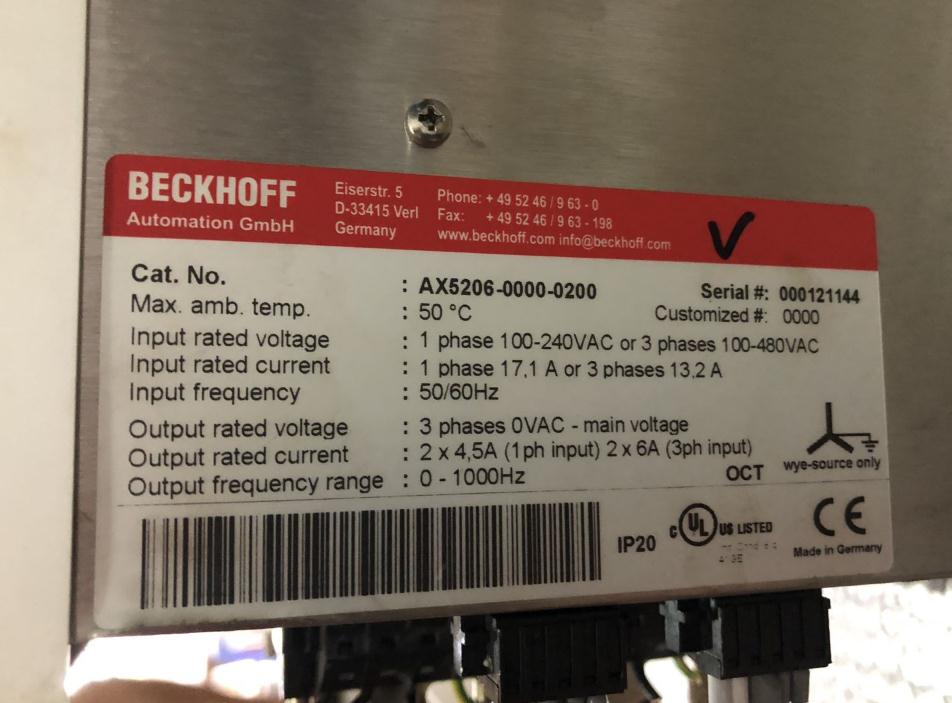 BECKHOFF
Automation GmbH
Eiserstr. 5
D-33415 Verl
Germany
Phone: + 49 52 46 / 9 63 - 0
Fax: + 49 52 46 / 9 63 - 198
www.beckhoff.com info@beckhoff.com
Cat. No. : AX5206-0000-0200 Serial #: 000121144
Max. amb. temp. : 50 °C Customized #: 0000
Input rated voltage : 1 phase 100-240VAC or 3 phases 100-480VAC
Input rated current : 1 phase 17,1 A or 3 phases 13,2 A
Input frequency : 50/60Hz
Output rated voltage : 3 phases 0VAC - main voltage
Output rated current : 2 x 4,5A (1ph input) 2 x 6A (3ph input)
Output frequency range : 0 - 1000Hz
OCT
wye-source only
IP20
c UL US LISTED
CE
Made in Germany